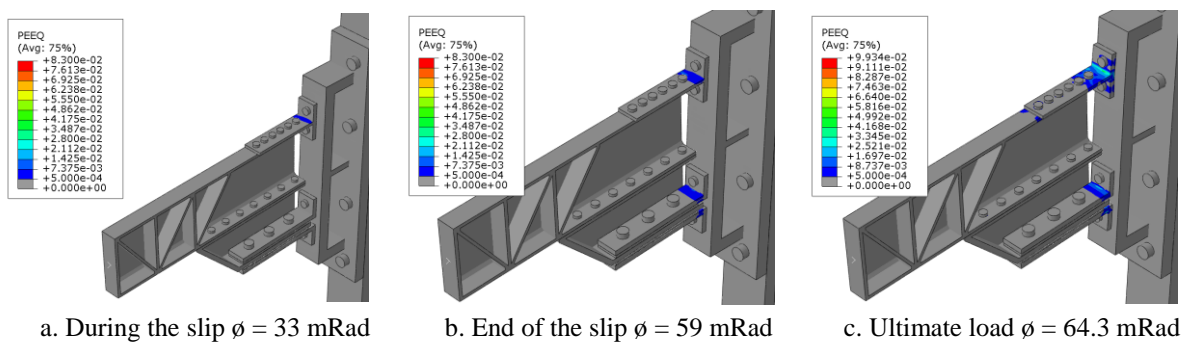 PEEQ
(Avg: 75%)
+8.300e-02
+7.613e-02
+6.925e-02
+6.238e-02
+5.550e-02
+4.862e-02
+4.175e-02
+3.487e-02
+2.800e-02
+2.112e-02
+1.425e-02
+7.375e-03
+5.000e-04
+0.000e+00
a. During the slip ø = 33 mRad
PEEQ
(Avg: 75%)
+8.300e-02
+7.613e-02
+6.925e-02
+6.238e-02
+5.550e-02
+4.862e-02
+4.175e-02
+3.487e-02
+2.800e-02
+2.112e-02
+1.425e-02
+7.375e-03
+5.000e-04
+0.000e+00
b. End of the slip ø = 59 mRad
PEEQ
(Avg: 75%)
+9.934e-02
+9.111e-02
+8.287e-02
+7.463e-02
+6.640e-02
+5.816e-02
+4.992e-02
+4.168e-02
+3.345e-02
+2.521e-02
+1.697e-02
+8.737e-03
+5.000e-04
+0.000e+00
c. Ultimate load ø = 64.3 mRad